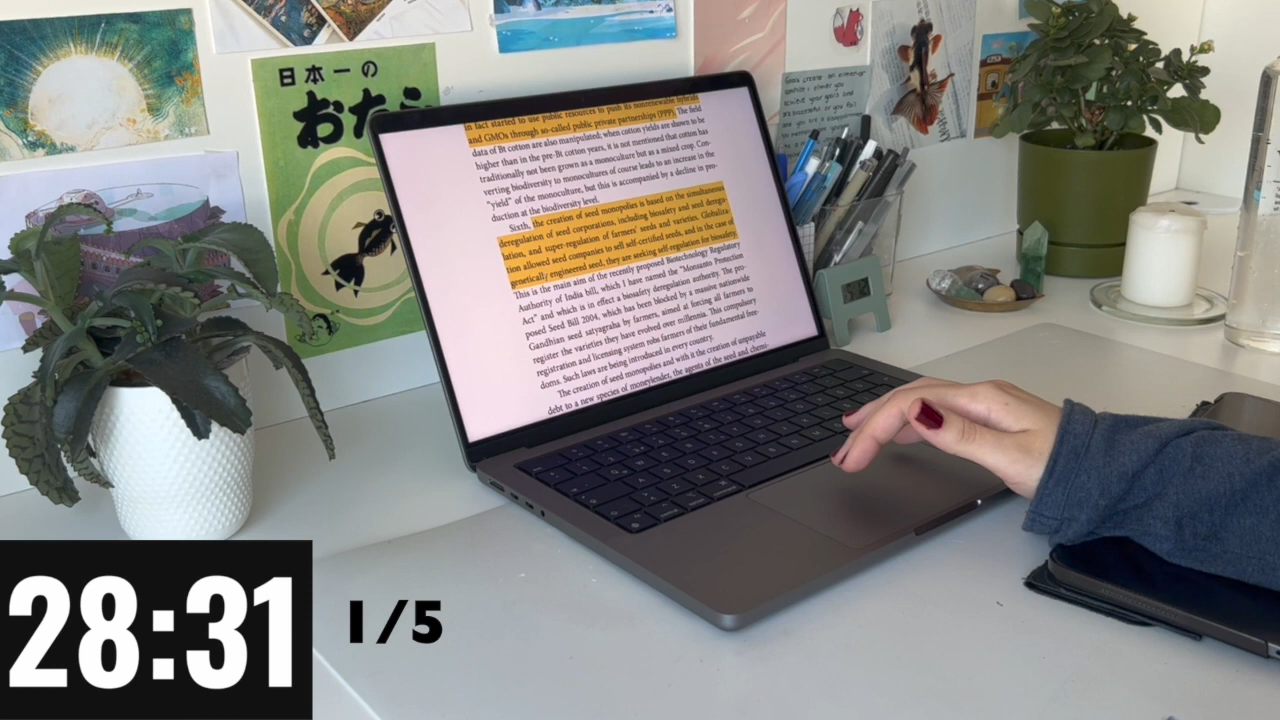 日本一の
おたら
in fact started to use public resources to push its nonrenewable hybrids
and GMOs through so-called public private partnerships (PPP). The field
data of Bt cotton are also manipulated; when cotton yields are shown to be
higher than in the pre-Bt cotton years, it is not mentioned that cotton has
traditionally not been grown as a monoculture but as a mixed crop. Con-
verting biodiversity to monocultures of course leads to an increase in the
"yield" of the monoculture, but this is accompanied by a decline in pro-
duction at the biodiversity level.
Sixth, the creation of seed monopolies is based on the simultaneous
deregulation of seed corporations, including biosafety and seed deregu-
lation, and super-regulation of farmers' seeds and varieties. Globaliza-
tion allowed seed companies to sell self-certified seeds, and in the case of
genetically engineered seed, they are seeking self-regulation for biosafety.
This is the main aim of the recently proposed Biotechnology Regulatory
Authority of India bill, which I have named the "Monsanto Protection
Act" and which is in effect a biosafety deregulation authority. The pro-
posed Seed Bill 2004, which has been blocked by a massive nationwide
Gandhian seed satyagraha by farmers, aimed at forcing all farmers to
register the varieties they have evolved over millennia. This compulsory
registration and licensing system robs farmers of their fundamental free-
doms. Such laws are being introduced in every country.
The creation of seed monopolies and with it the creation of unpayable
debt to a new species of moneylender, the agents of the seed and chemi-
28:31
1/5